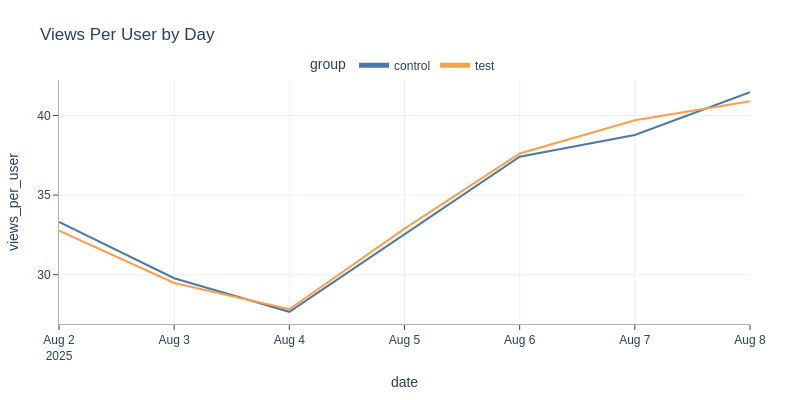 Views Per User by Day
group control test
views_per_user
40
35
30
Aug 2 Aug 3 Aug 4 Aug 5 Aug 6 Aug 7 Aug 8
2025
date